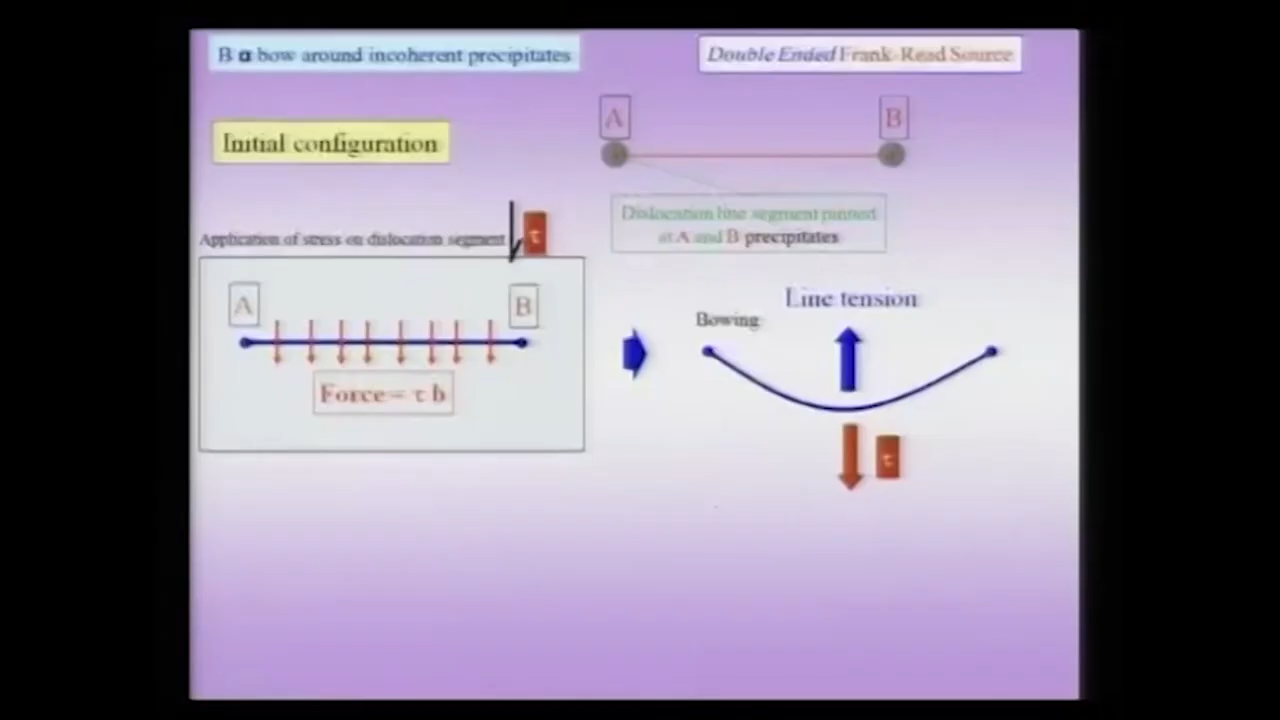 B α bow around incoherent precipitates
Double Ended Frank-Read Source
A
B
Initial configuration
Dislocation line segment pinned
at A and B precipitates
Application of stress on dislocation segment
τ
A
B
Force = τ b
Line tension
Bowing
τ